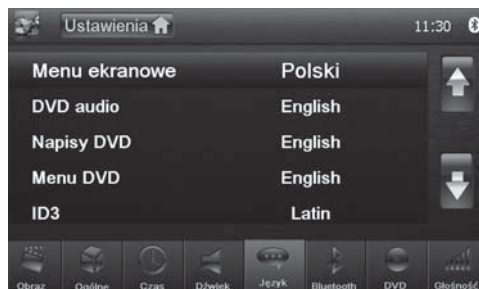 Ustawienia 11:30
Menu ekranowe Polski
DVD audio English
Napisy DVD English
Menu DVD English
ID3 Latin
Obraz Ogólne Czas Dźwięk Język Bluetooth DVD Głośność